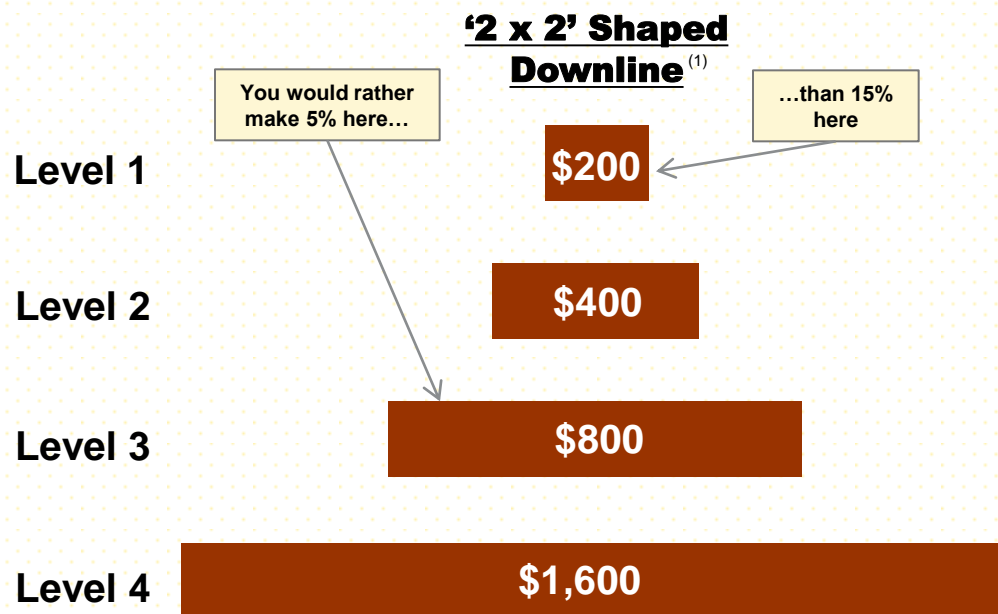 ‘2 x 2’ Shaped
Downline (1)
You would rather
make 5% here…
…than 15%
here
Level 1
$200
Level 2
$400
Level 3
$800
Level 4
$1,600